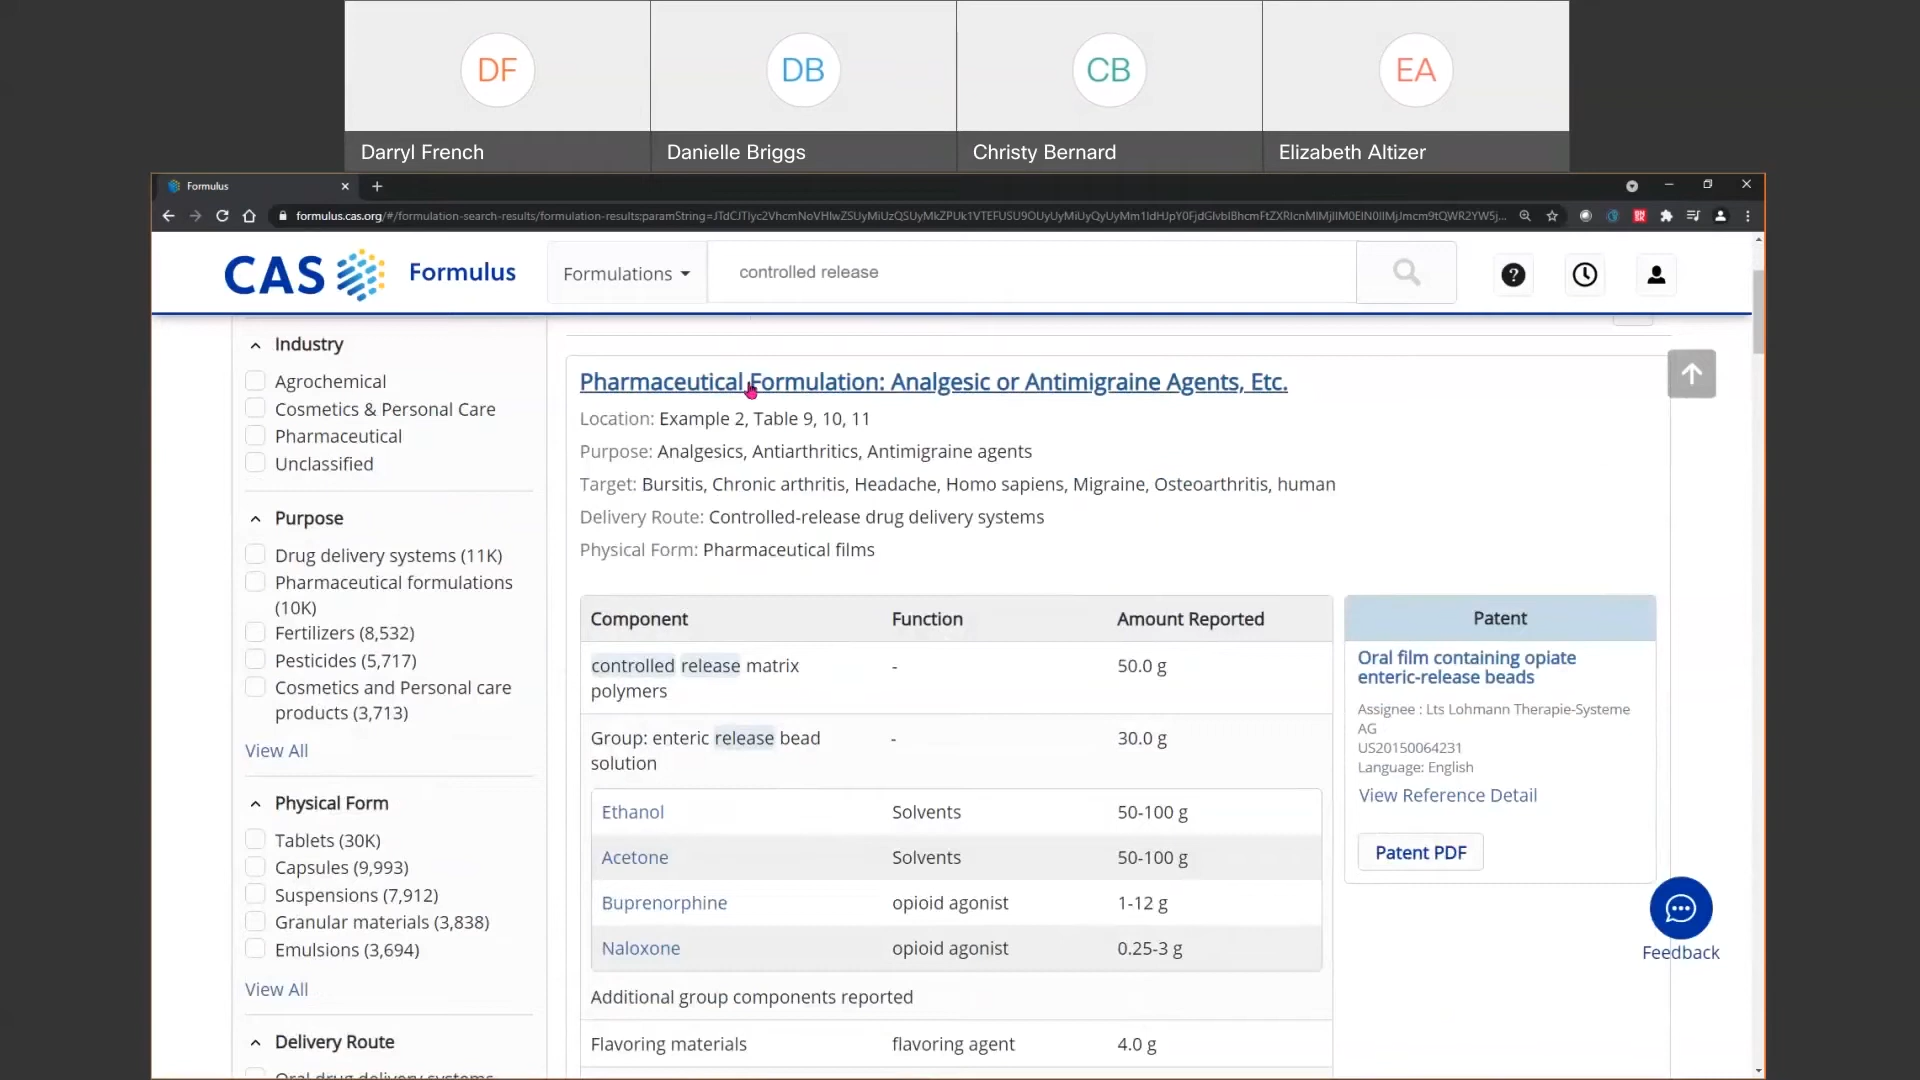 DF
DB
CB
EA
Darryl French
Danielle Briggs
Christy Bernard
Elizabeth Altizer
Formulus
CAS Formulus
Formulations
controlled release
Industry
Agrochemical
Cosmetics & Personal Care
Pharmaceutical
Unclassified
Purpose
Drug delivery systems (11K)
Pharmaceutical formulations
(10K)
Fertilizers (8,532)
Pesticides (5,717)
Cosmetics and Personal care
products (3,713)
View All
Physical Form
Tablets (30K)
Capsules (9,993)
Suspensions (7,912)
Granular materials (3,838)
Emulsions (3,694)
View All
Delivery Route
Oral drug delivery systems
Pharmaceutical Formulation: Analgesic or Antimigraine Agents, Etc.
Location: Example 2, Table 9, 10, 11
Purpose: Analgesics, Antiarthritics, Antimigraine agents
Target: Bursitis, Chronic arthritis, Headache, Homo sapiens, Migraine, Osteoarthritis, human
Delivery Route: Controlled-release drug delivery systems
Physical Form: Pharmaceutical films
Component Function Amount Reported
controlled release matrix
polymers - 50.0 g
Group: enteric release bead
solution - 30.0 g
Ethanol Solvents 50-100 g
Acetone Solvents 50-100 g
Buprenorphine opioid agonist 1-12 g
Naloxone opioid agonist 0.25-3 g
Additional group components reported
Flavoring materials flavoring agent 4.0 g
Patent
Oral film containing opiate
enteric-release beads
Assignee : Lts Lohmann Therapie-Systeme
AG
US20150064231
Language: English
View Reference Detail
Patent PDF
Feedback